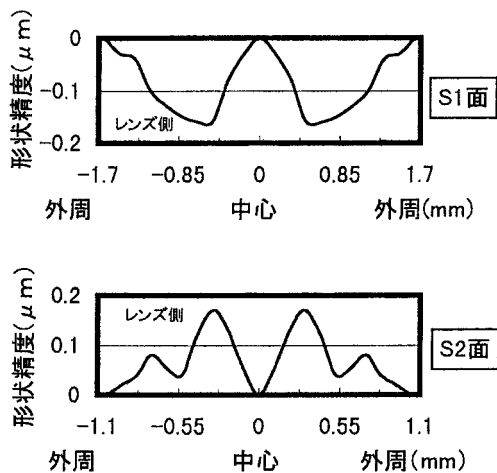 形状精度(μm)
0
-0.1
-0.2
レンズ側
S1面
-1.7 -0.85 0 0.85 1.7
外周 中心 外周(mm)
形状精度(μm)
0.2
0.1
0
レンズ側
S2面
-1.1 -0.55 0 0.55 1.1
外周 中心 外周(mm)